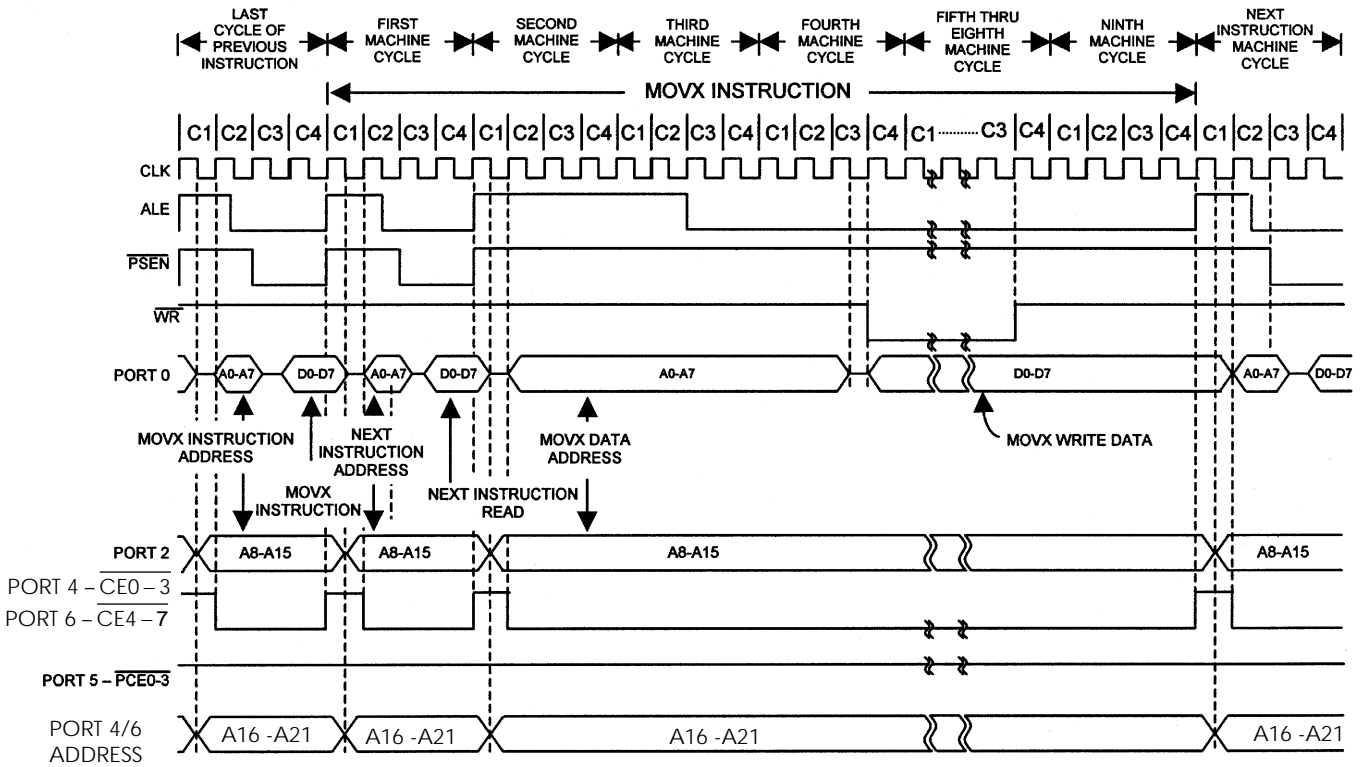 LAST
CYCLE OF
PREVIOUS
INSTRUCTION
FIRST
MACHINE
CYCLE
SECOND
MACHINE
CYCLE
THIRD
MACHINE
CYCLE
FOURTH
MACHINE
CYCLE
FIFTH THRU
EIGHTH
MACHINE
CYCLE
NINTH
MACHINE
CYCLE
NEXT
INSTRUCTION
MACHINE
CYCLE
MOVX INSTRUCTION
C1 C2 C3 C4 C1 C2 C3 C4 C1 C2 C3 C4 C1 C2 C3 C4 C1 C2 C3 C4 C1 .......... C3 C4 C1 C2 C3 C4 C1 C2 C3 C4
CLK
ALE
PSEN
WR
PORT 0 A0-A7 D0-D7 A0-A7 D0-D7 A0-A7 D0-D7 A0-A7 D0-D7
MOVX INSTRUCTION
ADDRESS
MOVX
INSTRUCTION
NEXT
INSTRUCTION
ADDRESS
NEXT INSTRUCTION
READ
MOVX DATA
ADDRESS
MOVX WRITE DATA
PORT 2 A8-A15 A8-A15 A8-A15 A8-A15
PORT 4 – CE0 – 3
PORT 6 – CE4 – 7
PORT 5 – PCE0-3
PORT 4/6
ADDRESS
A16 -A21 A16 -A21 A16 -A21 A16 -A21